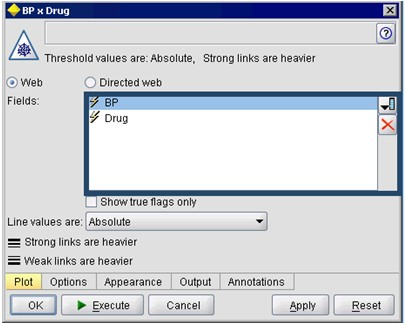 BP x Drug
Threshold values are: Absolute, Strong links are heavier
Web Directed web
Fields:
BP
Drug
Show true flags only
Line values are: Absolute
Strong links are heavier
Weak links are heavier
Plot Options Appearance Output Annotations
OK Execute Cancel Apply Reset